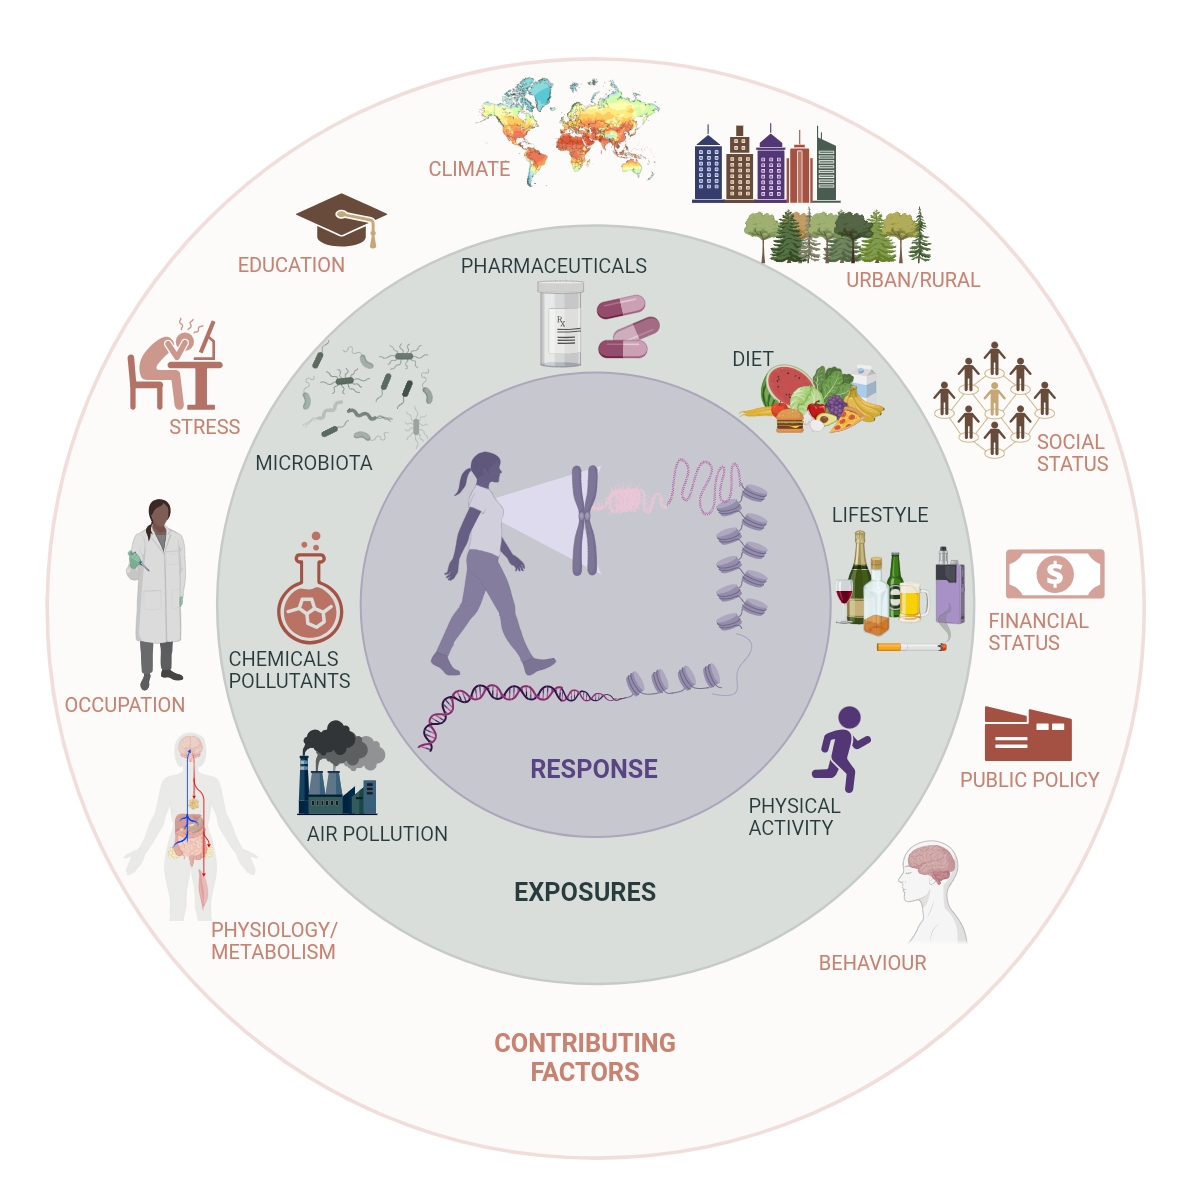 CLIMATE
URBAN/RURAL
EDUCATION
PHARMACEUTICALS
Rx
DIET
STRESS
SOCIAL
STATUS
MICROBIOTA
LIFESTYLE
$
FINANCIAL
STATUS
CHEMICALS
POLLUTANTS
OCCUPATION
RESPONSE
PUBLIC POLICY
PHYSICAL
ACTIVITY
AIR POLLUTION
EXPOSURES
PHYSIOLOGY/
METABOLISM
BEHAVIOUR
CONTRIBUTING
FACTORS